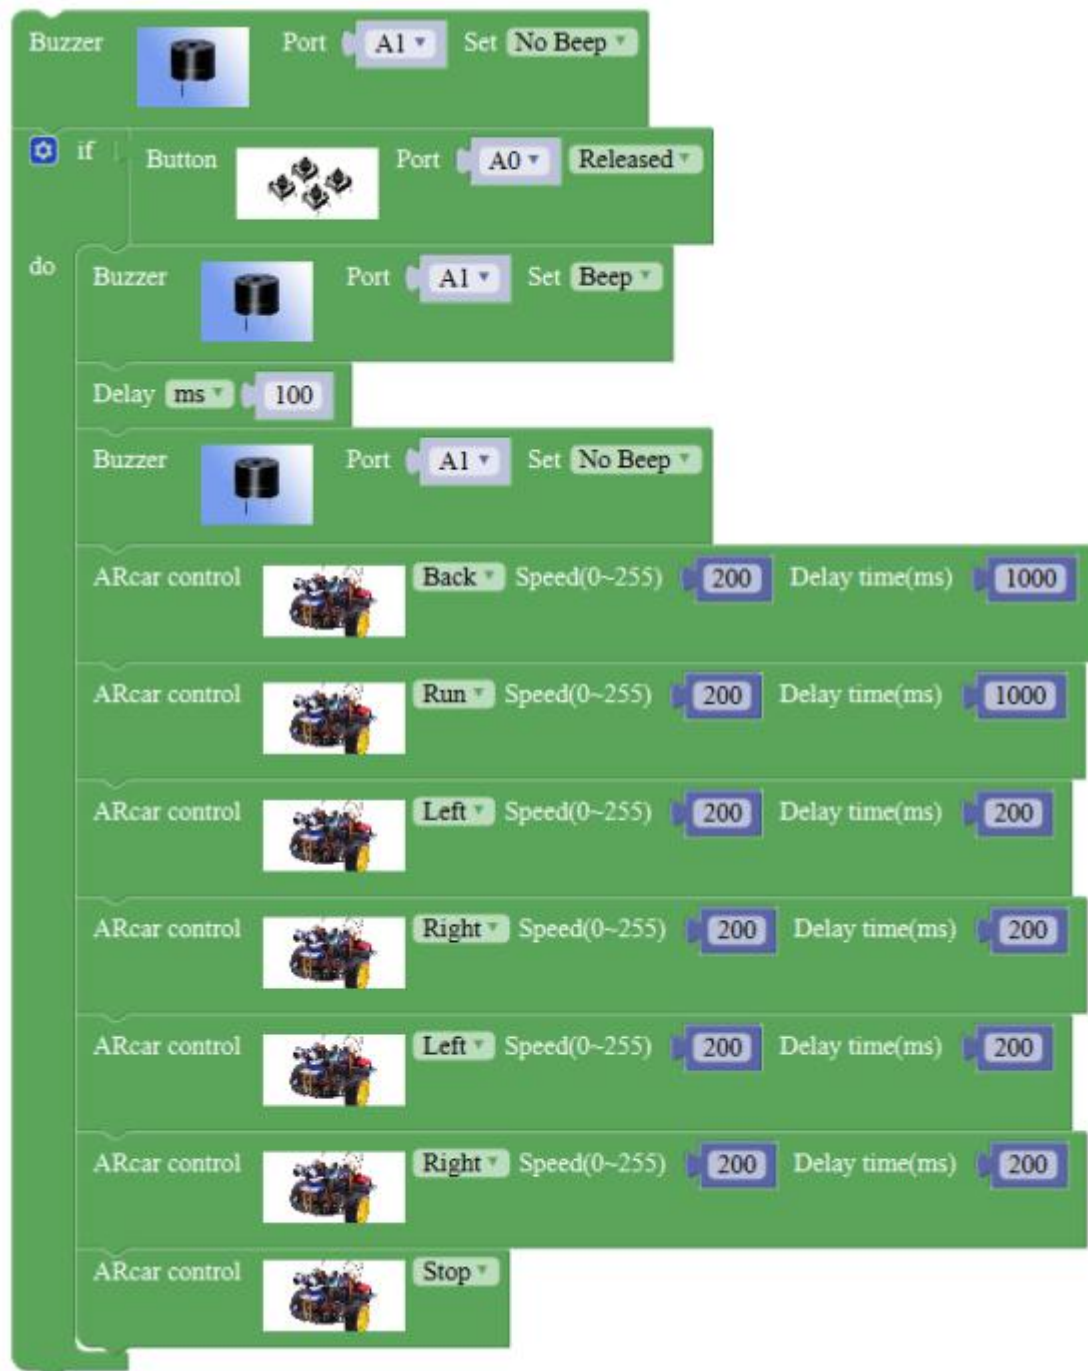 Buzzer Port A1 Set No Beep
if Button Port A0 Released
do Buzzer Port A1 Set Beep
Delay ms 100
Buzzer Port A1 Set No Beep
ARcar control Back Speed(0~255) 200 Delay time(ms) 1000
ARcar control Run Speed(0~255) 200 Delay time(ms) 1000
ARcar control Left Speed(0~255) 200 Delay time(ms) 200
ARcar control Right Speed(0~255) 200 Delay time(ms) 200
ARcar control Left Speed(0~255) 200 Delay time(ms) 200
ARcar control Right Speed(0~255) 200 Delay time(ms) 200
ARcar control Stop